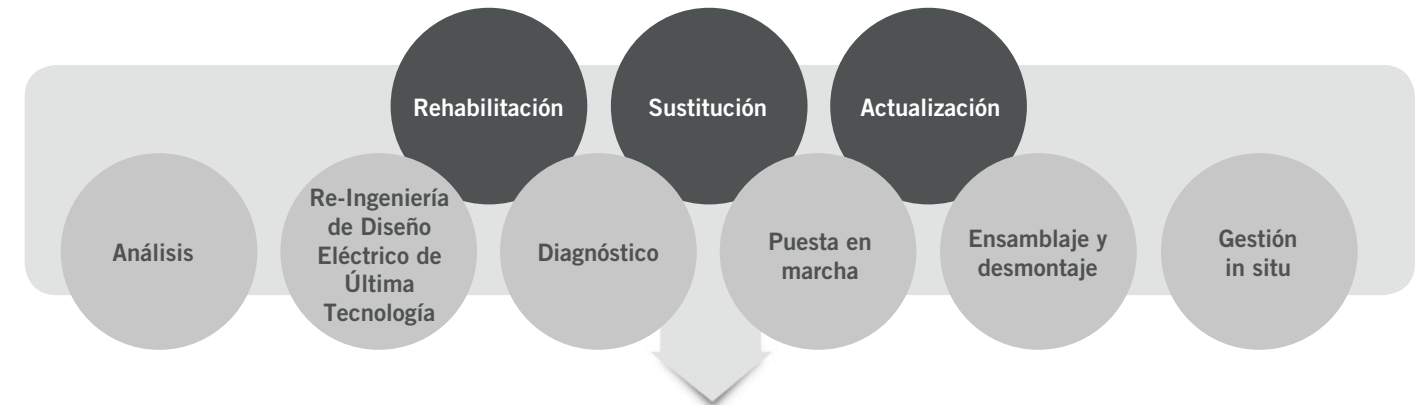 Rehabilitación
Sustitución
Actualización
Análisis
Re-Ingeniería
de Diseño
Eléctrico de
Última
Tecnología
Diagnóstico
Puesta en
marcha
Ensamblaje y
desmontaje
Gestión
in situ